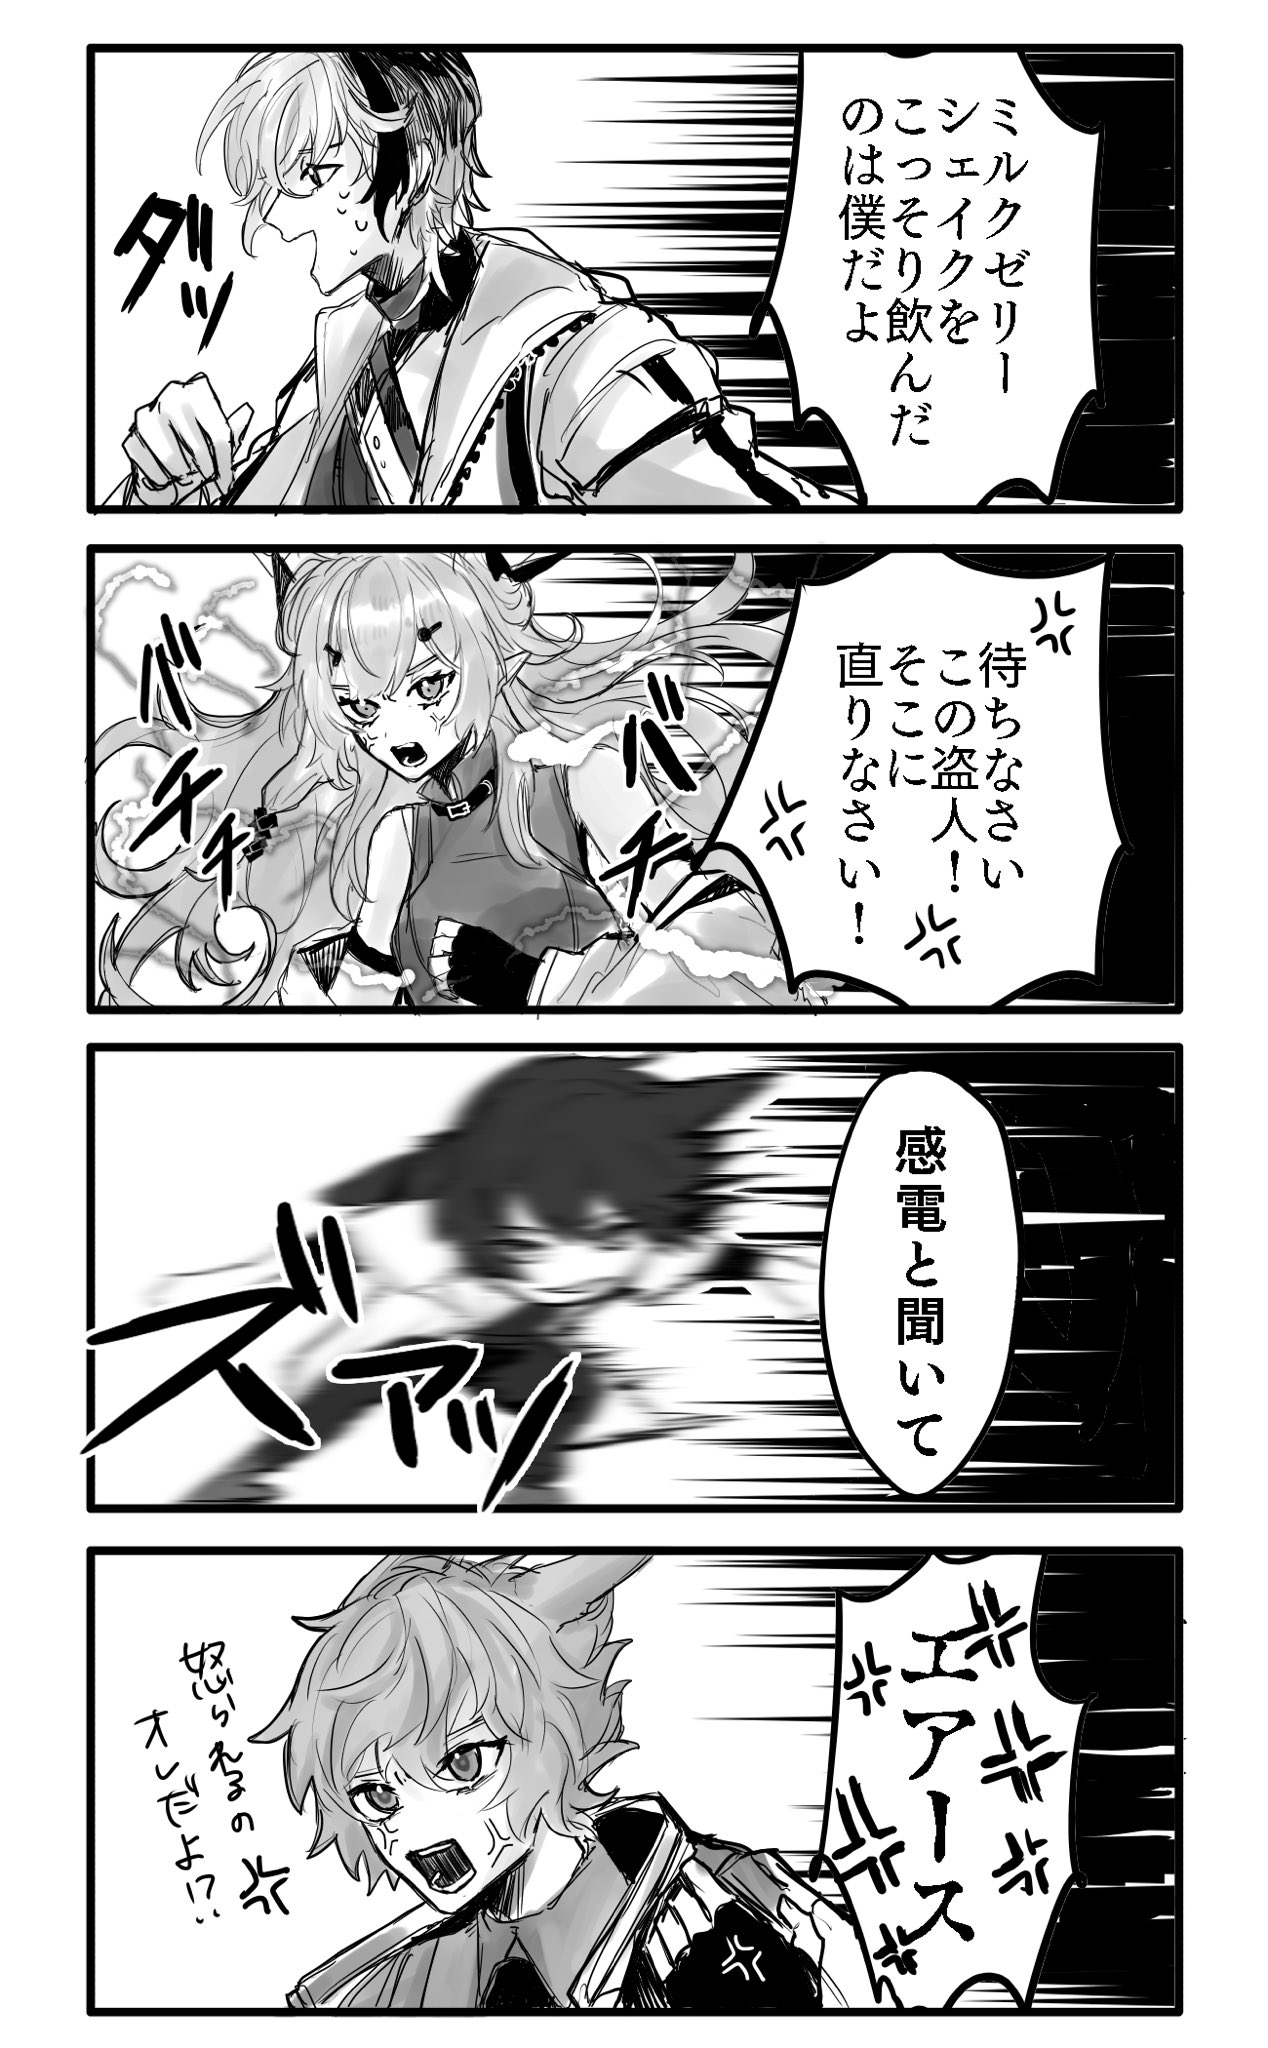 ミルクゼリー
シェイクを
こっそり飲んだ
のは僕だよ
ダッ
待ちなさい
この盗人！
そこに
直りなさい！
バチ
バチ
チ
感電と聞いて
ズアッ
エアース
怒られるの
オレだよ!?